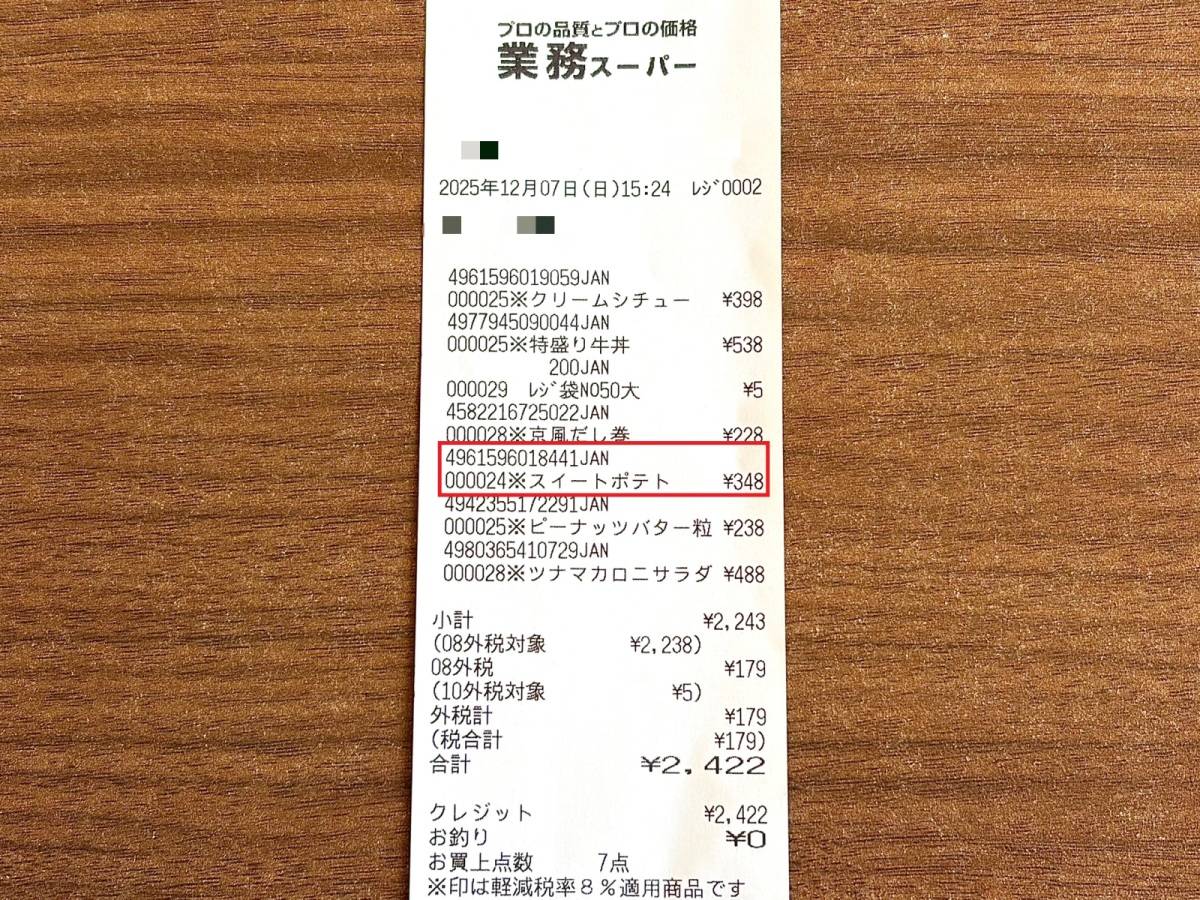 プロの品質とプロの価格
業務スーパー
2025年12月07日(日)15:24 ﾚｼﾞ0002
4961596019059JAN
000025※クリームシチュー ¥398
4977945090044JAN
000025※特盛り牛丼 ¥538
200JAN
000029 ﾚｼﾞ袋NO50大 ¥5
4582216725022JAN
000028※京風だし巻 ¥228
4961596018441JAN
000024※スイートポテト ¥348
4942355172291JAN
000025※ピーナッツバター粒 ¥238
4980365410729JAN
000028※ツナマカロニサラダ ¥488
小計 ¥2,243
(08外税対象 ¥2,238)
08外税 ¥179
(10外税対象 ¥5)
外税計 ¥179
(税合計 ¥179)
合計 ¥2,422
クレジット ¥2,422
お釣り ¥0
お買上点数 7点
※印は軽減税率8%適用商品です